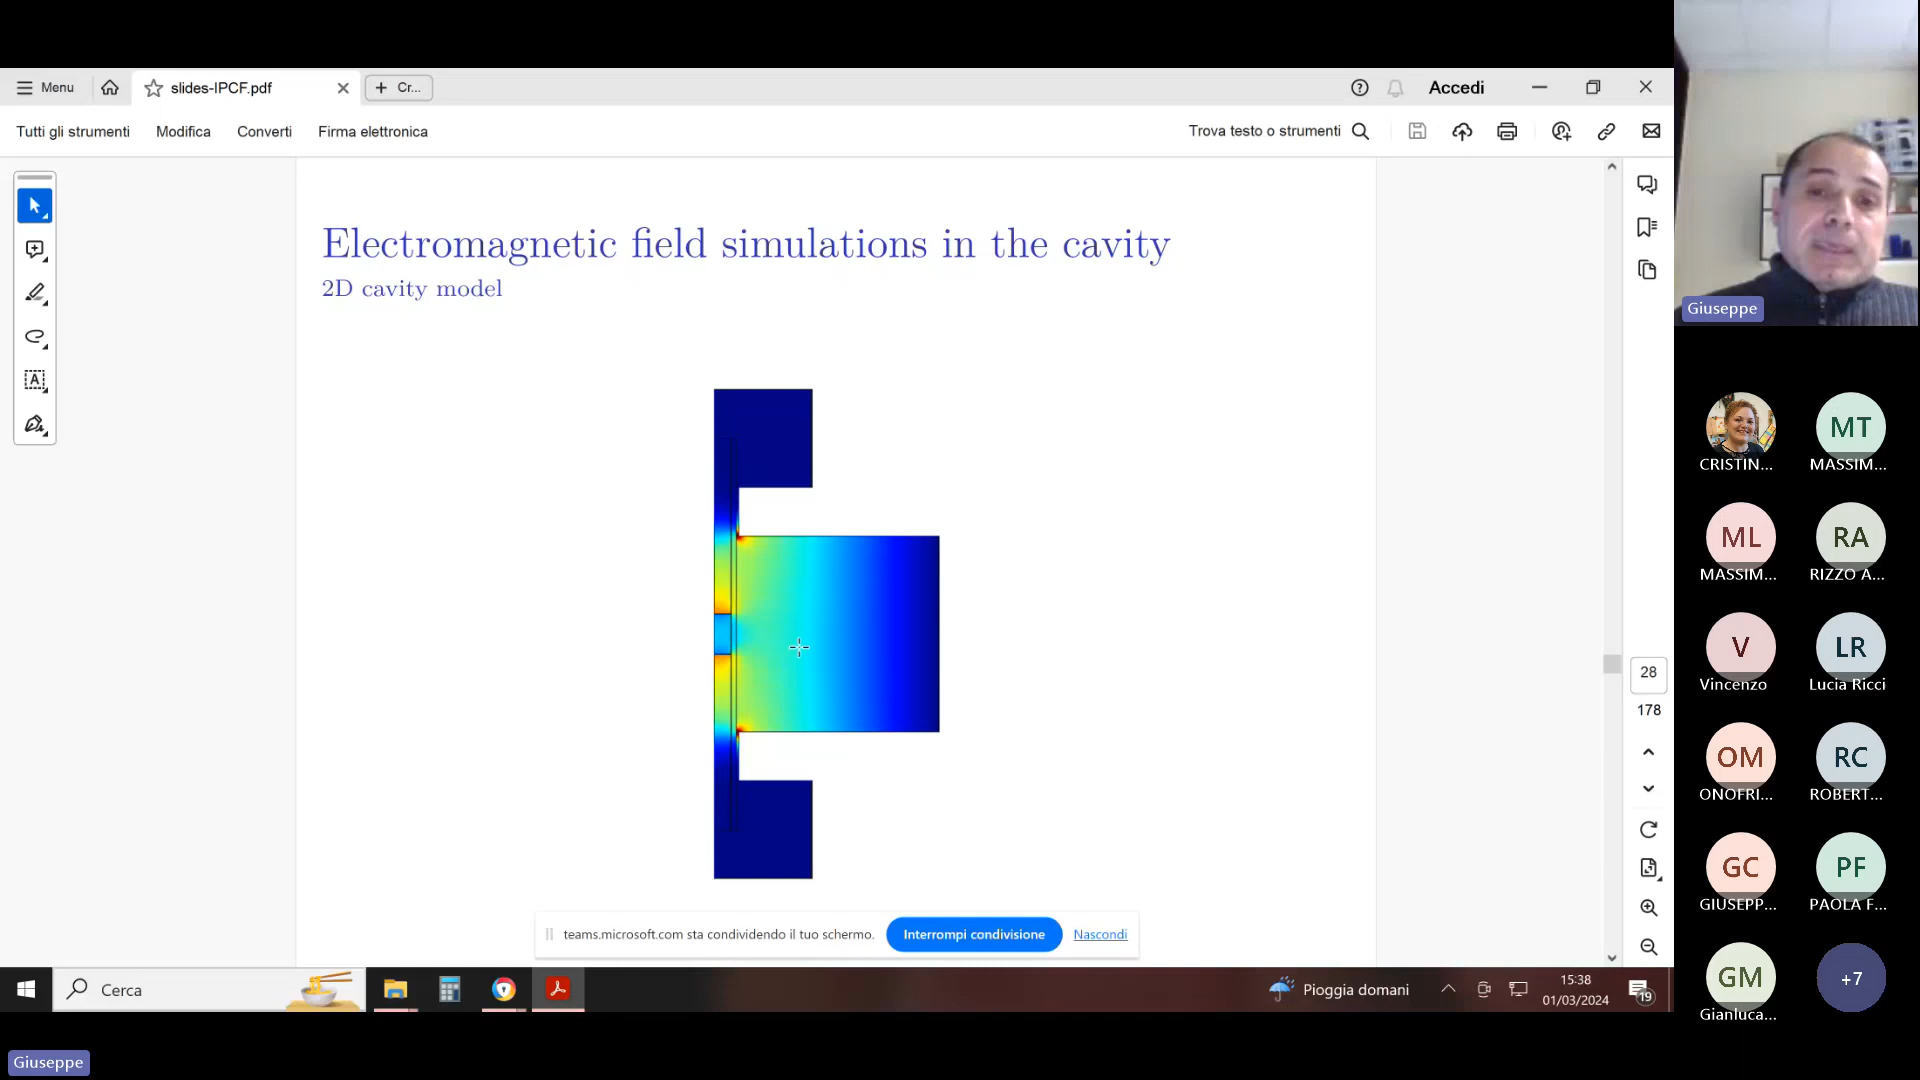 Menu
slides-IPCF.pdf
Cr...
Accedi
Tutti gli strumenti
Modifica
Converti
Firma elettronica
Trova testo o strumenti
Electromagnetic field simulations in the cavity
2D cavity model
28
178
teams.microsoft.com sta condividendo il tuo schermo.
Interrompi condivisione
Nascondi
Cerca
Pioggia domani
15:38
01/03/2024
19
Giuseppe
Giuseppe
CRISTIN...
MT
MASSIM...
ML
MASSIM...
RA
RIZZO A...
V
Vincenzo
LR
Lucia Ricci
OM
ONOFRI...
RC
ROBERT...
GC
GIUSEPP...
PF
PAOLA F...
GM
Gianluca...
+7